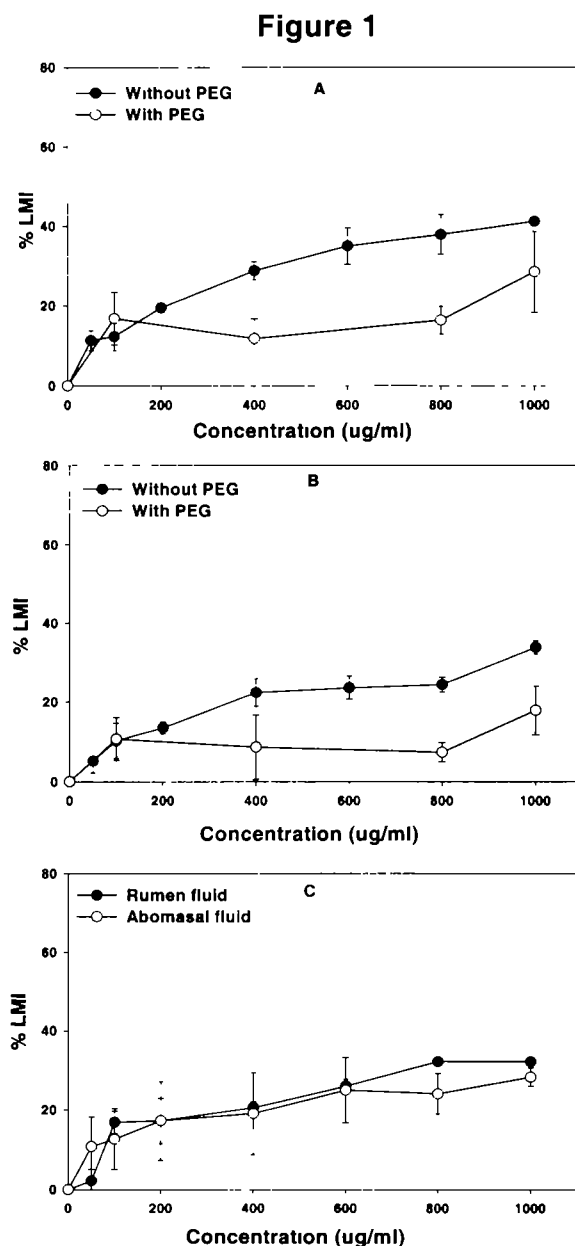 Figure 1
80
Without PEG
A
With PEG
60
% LMI
40
20
0
0 200 400 600 800 1000
Concentration (ug/ml)
80
Without PEG
B
With PEG
60
% LMI
40
20
0
0 200 400 600 800 1000
Concentration (ug/ml)
80
Rumen fluid
C
Abomasal fluid
60
% LMI
40
20
0
0 200 400 600 800 1000
Concentration (ug/ml)